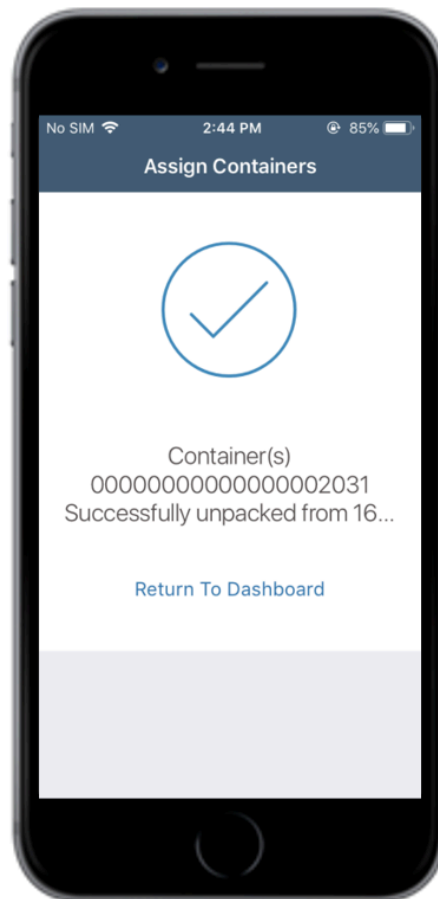 No SIM 2:44 PM 85%
Assign Containers
Container(s)
00000000000000002031
Successfully unpacked from 16...
Return To Dashboard